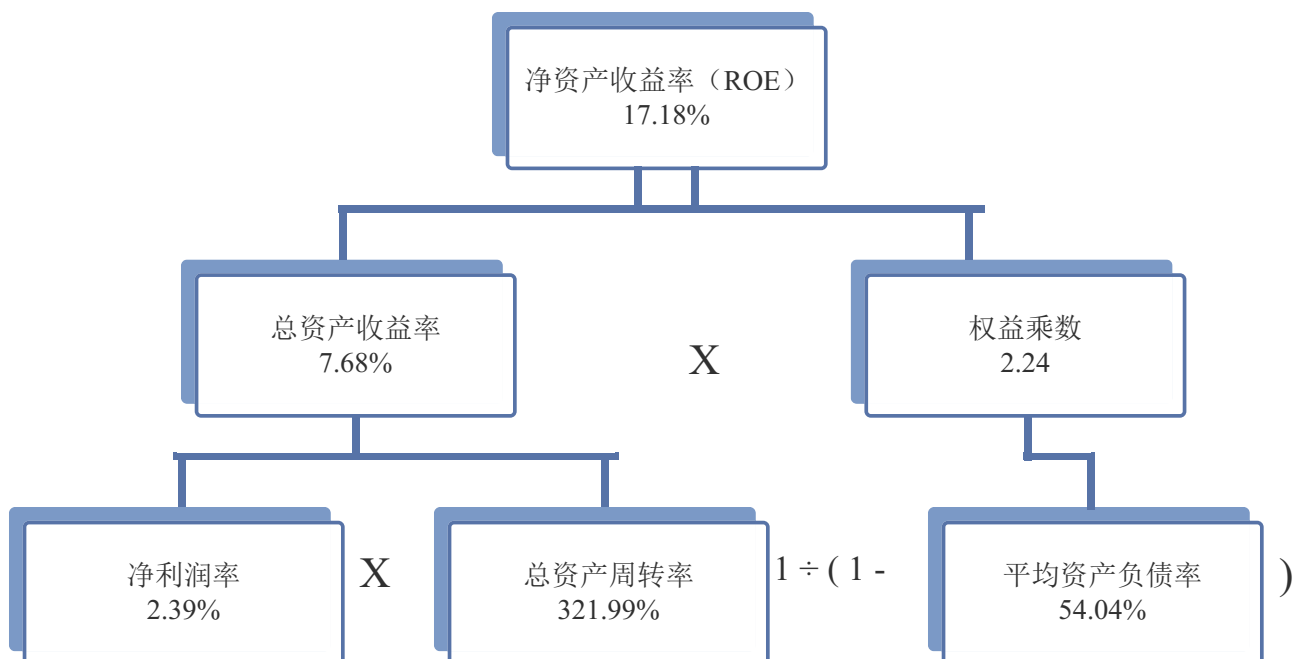 净资产收益率（ROE）
17.18%
总资产收益率
7.68%
X
权益乘数
2.24
净利润率
2.39%
X
总资产周转率
321.99%
1 ÷ ( 1 -
平均资产负债率
54.04%
)